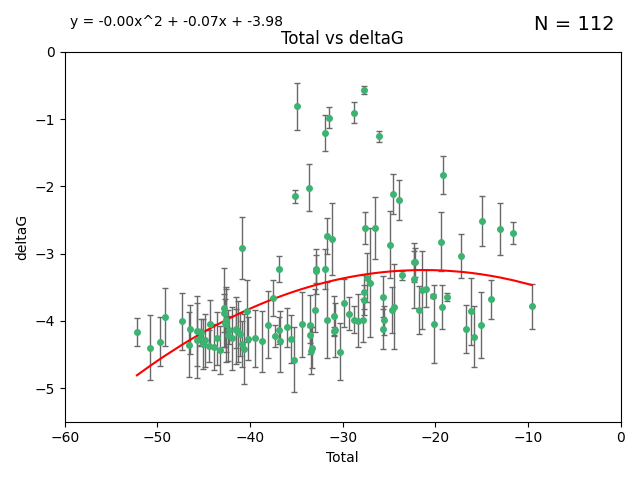 y = -0.00x^2 + -0.07x + -3.98
N = 112
Total vs deltaG
0
−1
−2
−3
−4
−5
deltaG
−60 −50 −40 −30 −20 −10 0
Total